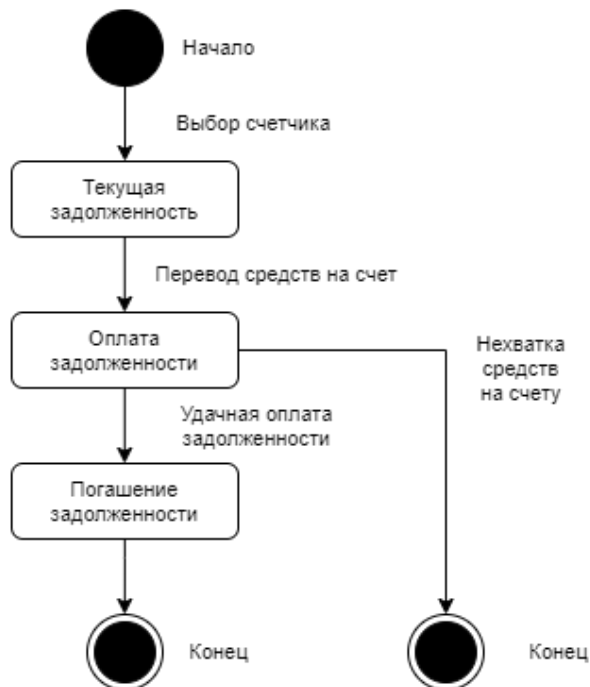 Начало
Выбор счетчика
Текущая
задолженность
Перевод средств на счет
Оплата
задолженности
Нехватка
средств
на счету
Удачная оплата
задолженности
Погашение
задолженности
Конец
Конец